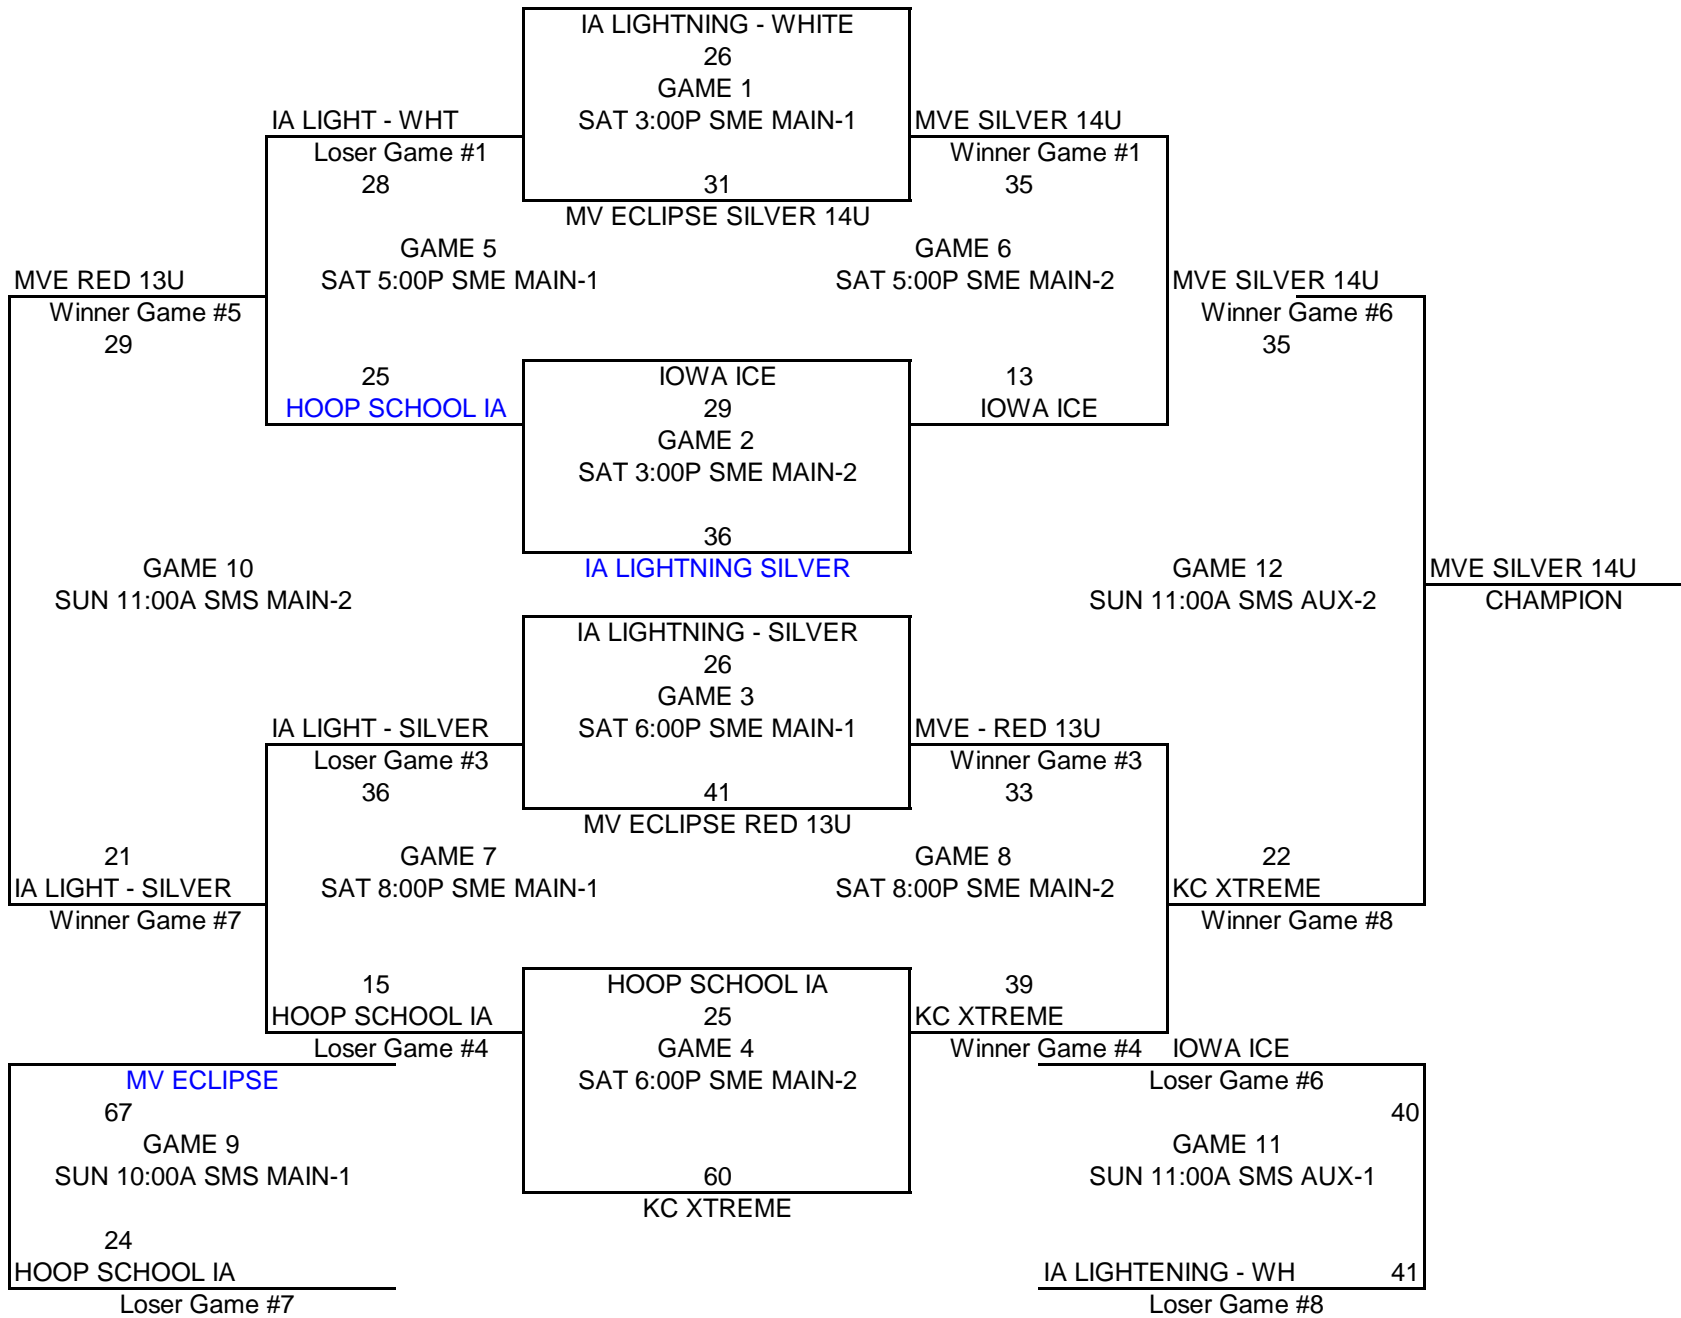 IA LIGHTNING - WHITE
26
GAME 1
IA LIGHT - WHT SAT 3:00P SME MAIN-1 MVE SILVER 14U
Loser Game #1 Winner Game #1
28 31 35
MV ECLIPSE SILVER 14U
GAME 5 GAME 6
MVE RED 13U SAT 5:00P SME MAIN-1 SAT 5:00P SME MAIN-2 MVE SILVER 14U
Winner Game #5 Winner Game #6
29 35
25 IOWA ICE 13
HOOP SCHOOL IA 29 IOWA ICE
GAME 2
SAT 3:00P SME MAIN-2
36
GAME 10 IA LIGHTNING SILVER GAME 12 MVE SILVER 14U
SUN 11:00A SMS MAIN-2 SUN 11:00A SMS AUX-2 CHAMPION
IA LIGHTNING - SILVER
26
GAME 3
IA LIGHT - SILVER SAT 6:00P SME MAIN-1 MVE - RED 13U
Loser Game #3 Winner Game #3
36 41 33
MV ECLIPSE RED 13U
21 GAME 7 GAME 8 22
IA LIGHT - SILVER SAT 8:00P SME MAIN-1 SAT 8:00P SME MAIN-2 KC XTREME
Winner Game #7 Winner Game #8
15 HOOP SCHOOL IA 39
HOOP SCHOOL IA 25 KC XTREME
Loser Game #4 GAME 4 Winner Game #4 IOWA ICE
MV ECLIPSE SAT 6:00P SME MAIN-2 Loser Game #6
67 40
GAME 9 GAME 11
SUN 10:00A SMS MAIN-1 60 SUN 11:00A SMS AUX-1
KC XTREME
24
HOOP SCHOOL IA IA LIGHTENING - WH 41
Loser Game #7 Loser Game #8